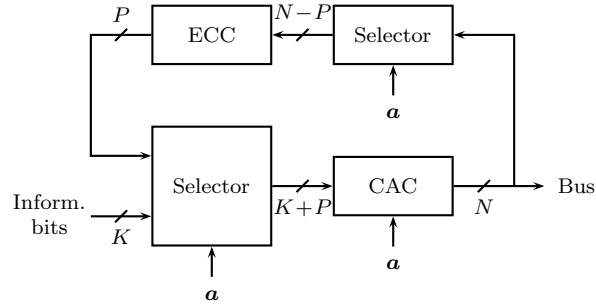 P
ECC
N−P
Selector
a
Inform.
bits
K
Selector
a
K+P
CAC
a
N
Bus